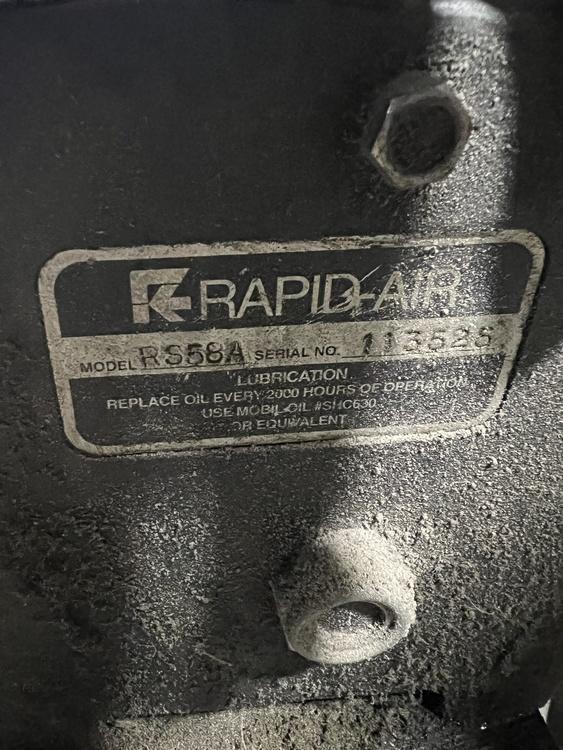 RAPID-AIR
MODEL RS58A SERIAL NO. 113526
LUBRICATION
REPLACE OIL EVERY 2000 HOURS OF OPERATION
USE MOBIL OIL #SHC630
OR EQUIVALENT